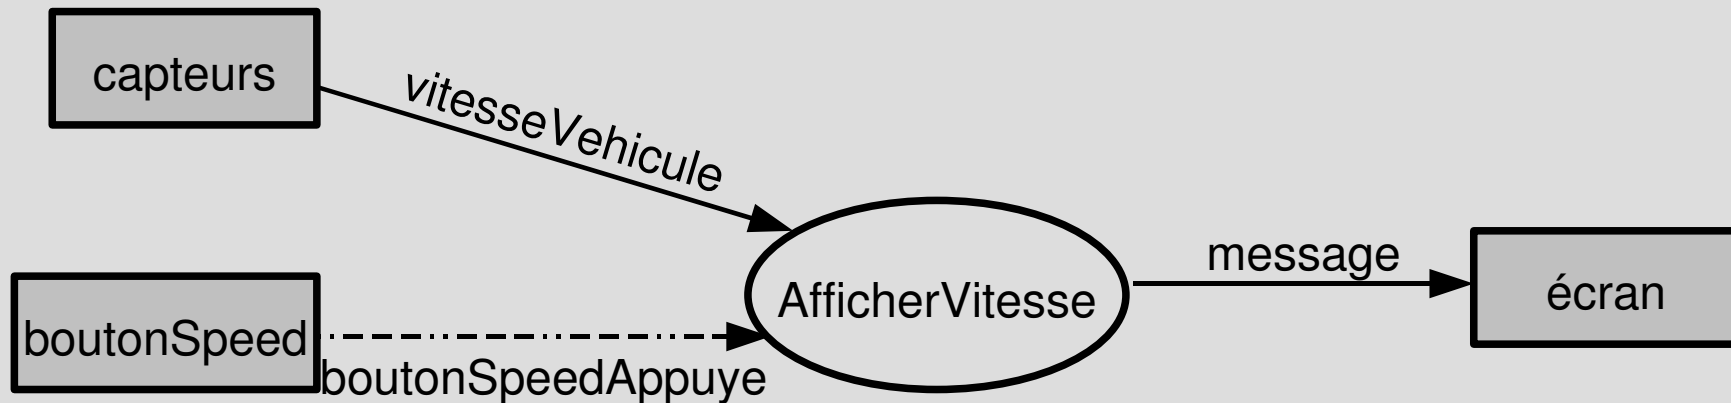 capteurs
vitesseVehicule
AfficherVitesse
message
écran
boutonSpeed
boutonSpeedAppuye